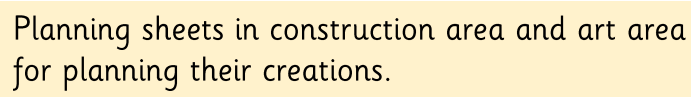 Planning sheets in construction area and art area
for planning their creations.